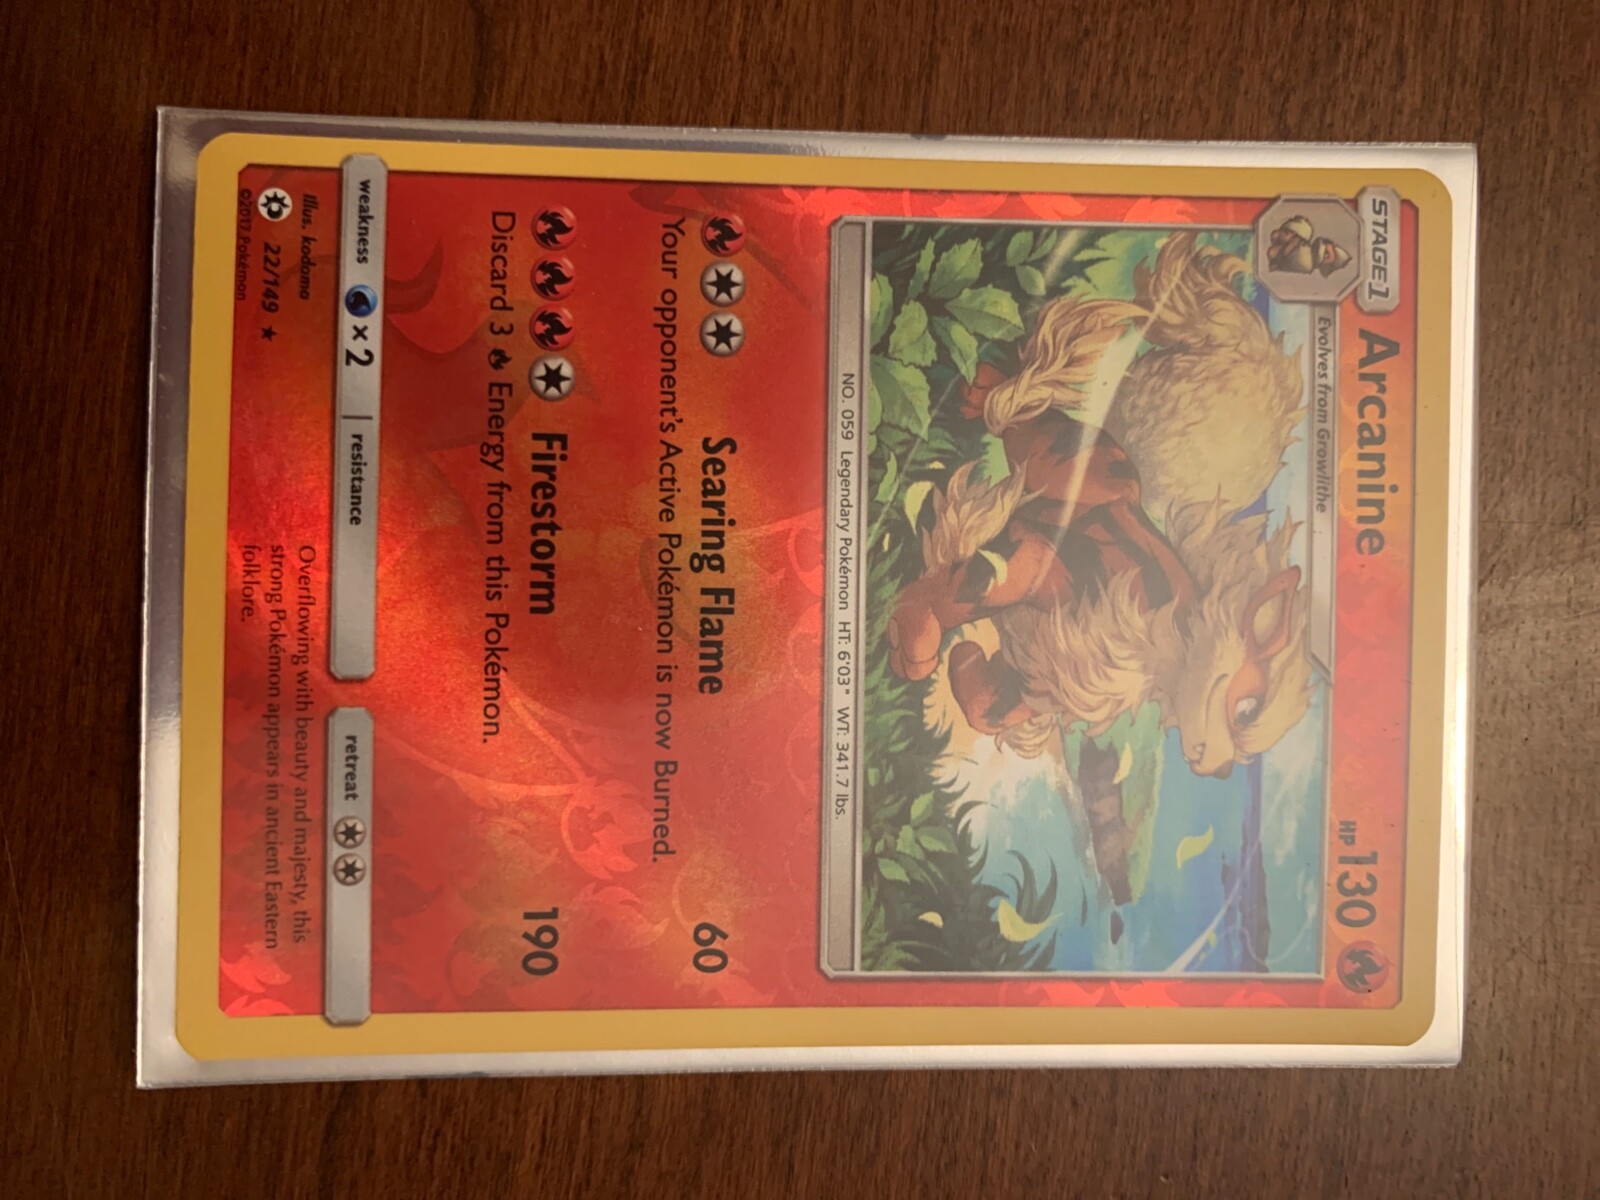 STAGE1
Arcanine
HP 130
Evolves from Growlithe
NO. 059 Legendary Pokémon HT: 6'03" WT: 341.7 lbs.
Searing Flame 60
Your opponent's Active Pokémon is now Burned.
Firestorm 190
Discard 3 Energy from this Pokémon.
weakness ×2 resistance retreat
Illus. kodama
22/149 ★
©2017 Pokémon
Overflowing with beauty and majesty, this
strong Pokémon appears in ancient Eastern
folklore.